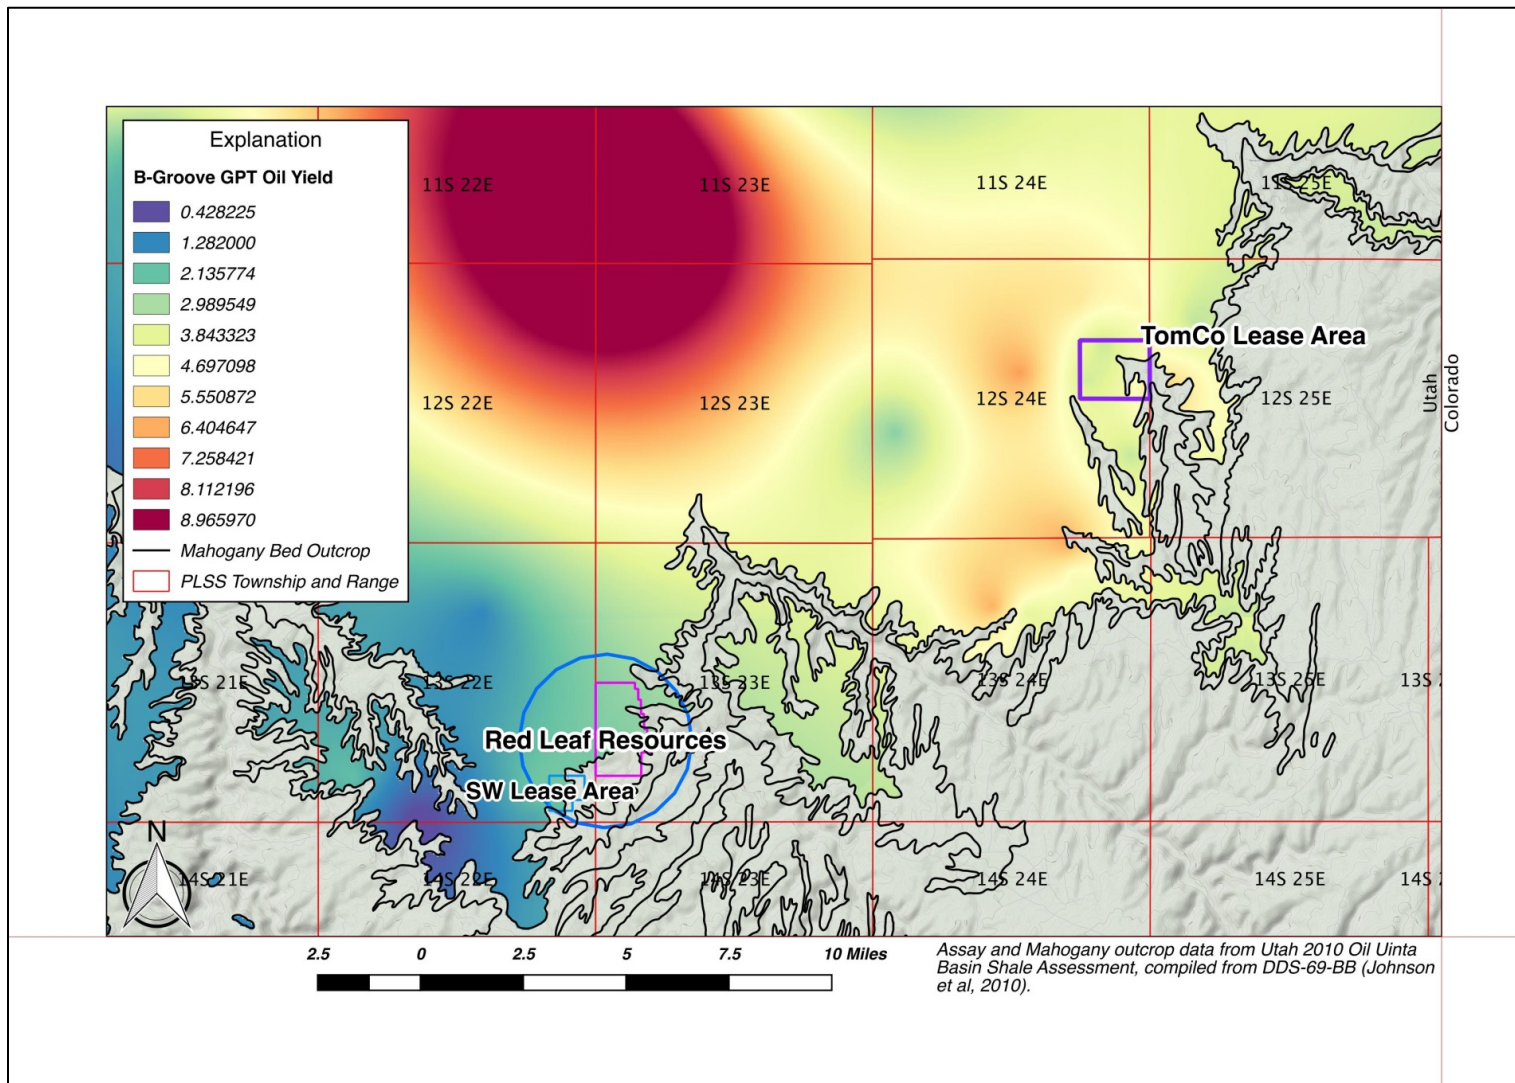 Explanation
B-Groove GPT Oil Yield
0.428225
1.282000
2.135774
2.989549
3.843323
4.697098
5.550872
6.404647
7.258421
8.112196
8.965970
Mahogany Bed Outcrop
PLSS Township and Range
11S 22E
11S 23E
11S 24E
11S 25E
TomCo Lease Area
12S 22E
12S 23E
12S 24E
12S 25E
Utah
Colorado
13S 21E
13S 22E
13S 23E
13S 24E
13S 25E
13S
Red Leaf Resources
SW Lease Area
N
14S 21E
14S 22E
14S 23E
14S 24E
14S 25E
14S
2.5 0 2.5 5 7.5 10 Miles
Assay and Mahogany outcrop data from Utah 2010 Oil Uinta
Basin Shale Assessment, compiled from DDS-69-BB (Johnson
et al, 2010).